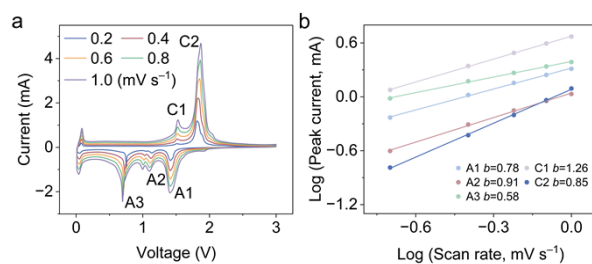 a
0.2 0.4
0.6 0.8
1.0 (mV s⁻¹)
C2
C1
A2
A1
A3
4
2
0
−2
0 1 2 3
Current (mA)
Voltage (V)
b
0.6
0.0
−0.6
−1.2
−0.6 −0.3 0.0
Log (Peak current, mA)
Log (Scan rate, mV s⁻¹)
A1 b=0.78 C1 b=1.26
A2 b=0.91 C2 b=0.85
A3 b=0.58